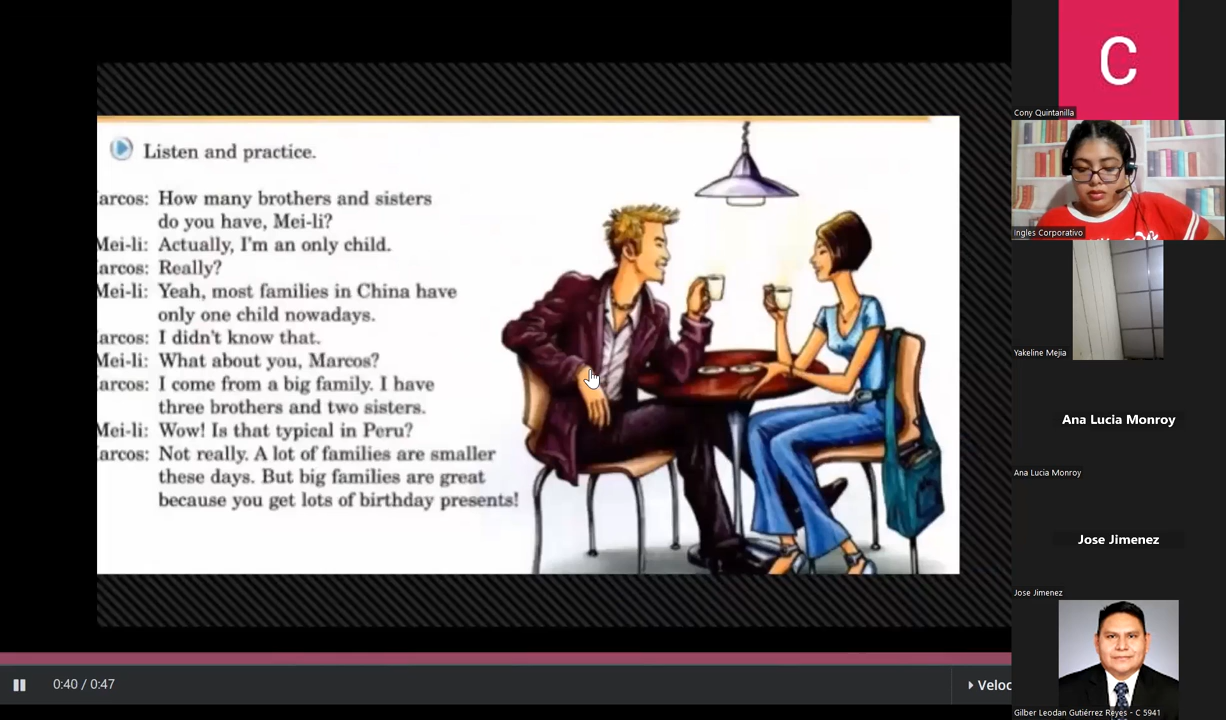 Listen and practice.
arcos: How many brothers and sisters
do you have, Mei-li?
Mei-li: Actually, I'm an only child.
arcos: Really?
Mei-li: Yeah, most families in China have
only one child nowadays.
arcos: I didn't know that.
Mei-li: What about you, Marcos?
arcos: I come from a big family. I have
three brothers and two sisters.
Mei-li: Wow! Is that typical in Peru?
arcos: Not really. A lot of families are smaller
these days. But big families are great
because you get lots of birthday presents!
0:40 / 0:47
Veloc
C
Cony Quintanilla
Ingles Corporativo
Yakeline Mejia
Ana Lucia Monroy
Ana Lucia Monroy
Jose Jimenez
Jose Jimenez
Gilber Leodan Gutiérrez Reyes - C 5941